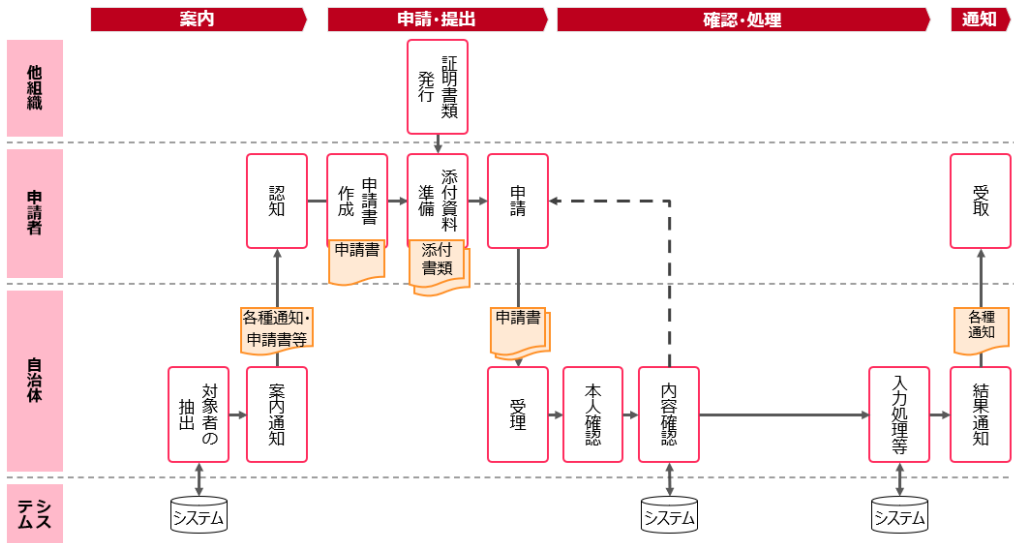 案内
申請・提出
確認・処理
通知
他組織
証明書類
発行
申請者
認知
申請書
作成
添付資料
準備
申請
受取
申請書
添付
書類
自治体
各種通知・
申請書等
申請書
各種
通知
対象者の
抽出
案内通知
受理
本人確認
内容確認
入力処理等
結果通知
シス
テム
システム
システム
システム